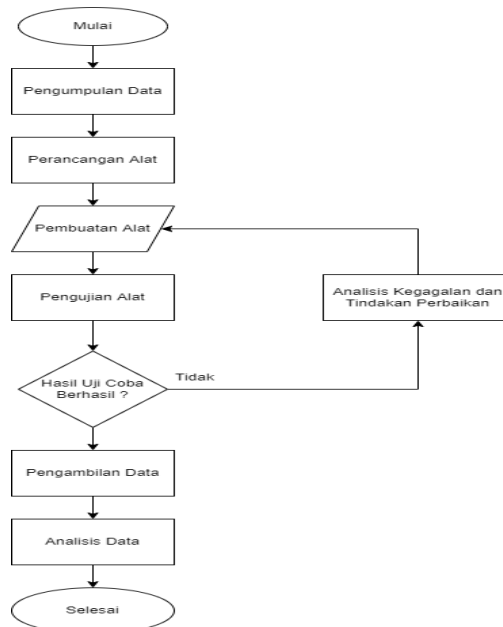 Mulai
Pengumpulan Data
Perancangan Alat
Pembuatan Alat
Pengujian Alat
Analisis Kegagalan dan
Tindakan Perbaikan
Hasil Uji Coba
Berhasil ?
Tidak
Pengambilan Data
Analisis Data
Selesai